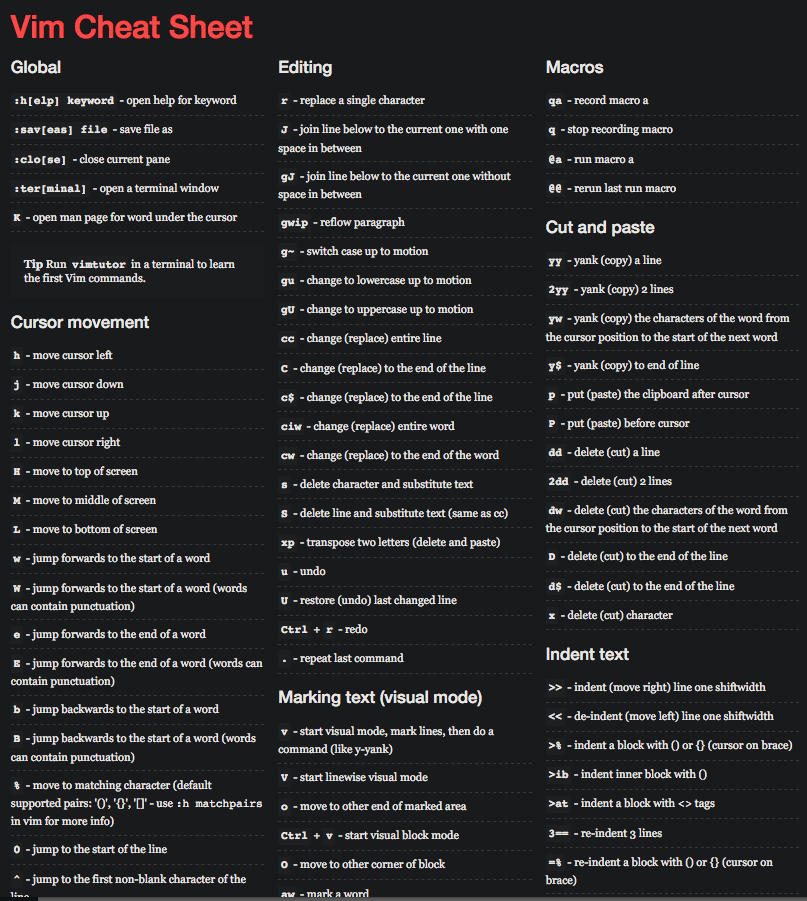 Vim Cheat Sheet
Global
:h[elp] keyword - open help for keyword
:sav[eas] file - save file as
:clo[se] - close current pane
:ter[minal] - open a terminal window
K - open man page for word under the cursor
Tip Run vimtutor in a terminal to learn
the first Vim commands.
Cursor movement
h - move cursor left
j - move cursor down
k - move cursor up
l - move cursor right
H - move to top of screen
M - move to middle of screen
L - move to bottom of screen
w - jump forwards to the start of a word
W - jump forwards to the start of a word (words
can contain punctuation)
e - jump forwards to the end of a word
E - jump forwards to the end of a word (words can
contain punctuation)
b - jump backwards to the start of a word
B - jump backwards to the start of a word (words
can contain punctuation)
% - move to matching character (default
supported pairs: '()', '{}', '[]' - use :h matchpairs
in vim for more info)
0 - jump to the start of the line
^ - jump to the first non-blank character of the
line
Editing
r - replace a single character
J - join line below to the current one with one
space in between
gJ - join line below to the current one without
space in between
gwip - reflow paragraph
g~ - switch case up to motion
gu - change to lowercase up to motion
gU - change to uppercase up to motion
cc - change (replace) entire line
C - change (replace) to the end of the line
c$ - change (replace) to the end of the line
ciw - change (replace) entire word
cw - change (replace) to the end of the word
s - delete character and substitute text
S - delete line and substitute text (same as cc)
xp - transpose two letters (delete and paste)
u - undo
U - restore (undo) last changed line
Ctrl + r - redo
. - repeat last command
Marking text (visual mode)
v - start visual mode, mark lines, then do a
command (like y-yank)
V - start linewise visual mode
o - move to other end of marked area
Ctrl + v - start visual block mode
O - move to other corner of block
aw - mark a word
Macros
qa - record macro a
q - stop recording macro
@a - run macro a
@@ - rerun last run macro
Cut and paste
yy - yank (copy) a line
2yy - yank (copy) 2 lines
yw - yank (copy) the characters of the word from
the cursor position to the start of the next word
y$ - yank (copy) to end of line
p - put (paste) the clipboard after cursor
P - put (paste) before cursor
dd - delete (cut) a line
2dd - delete (cut) 2 lines
dw - delete (cut) the characters of the word from
the cursor position to the start of the next word
D - delete (cut) to the end of the line
d$ - delete (cut) to the end of the line
x - delete (cut) character
Indent text
>> - indent (move right) line one shiftwidth
<< - de-indent (move left) line one shiftwidth
>% - indent a block with () or {} (cursor on brace)
>ib - indent inner block with ()
>at - indent a block with <> tags
3== - re-indent 3 lines
=% - re-indent a block with () or {} (cursor on
brace)